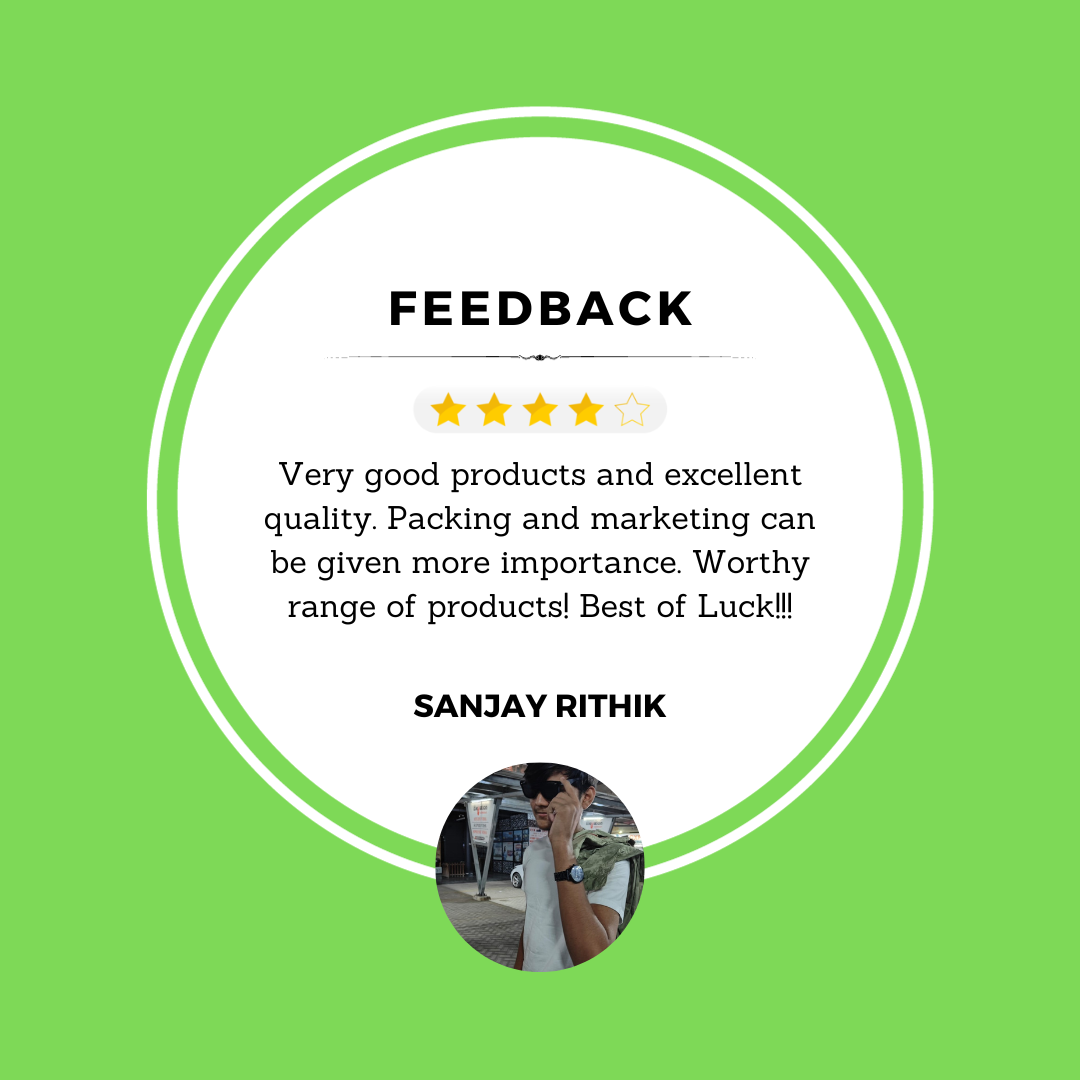 FEEDBACK
Very good products and excellent
quality. Packing and marketing can
be given more importance. Worthy
range of products! Best of Luck!!!
SANJAY RITHIK